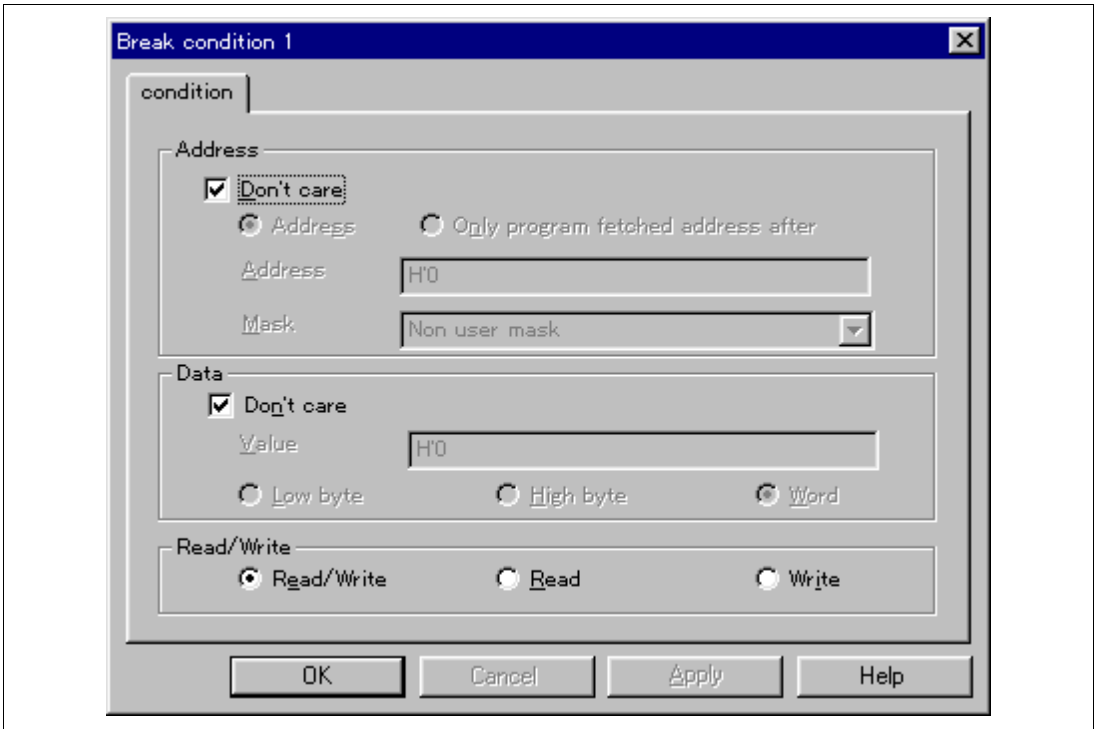 Break condition 1
condition
Address
Don't care
Address Only program fetched address after
Address H'0
Mask Non user mask
Data
Don't care
Value H'0
Low byte High byte Word
Read/Write
Read/Write Read Write
OK Cancel Apply Help